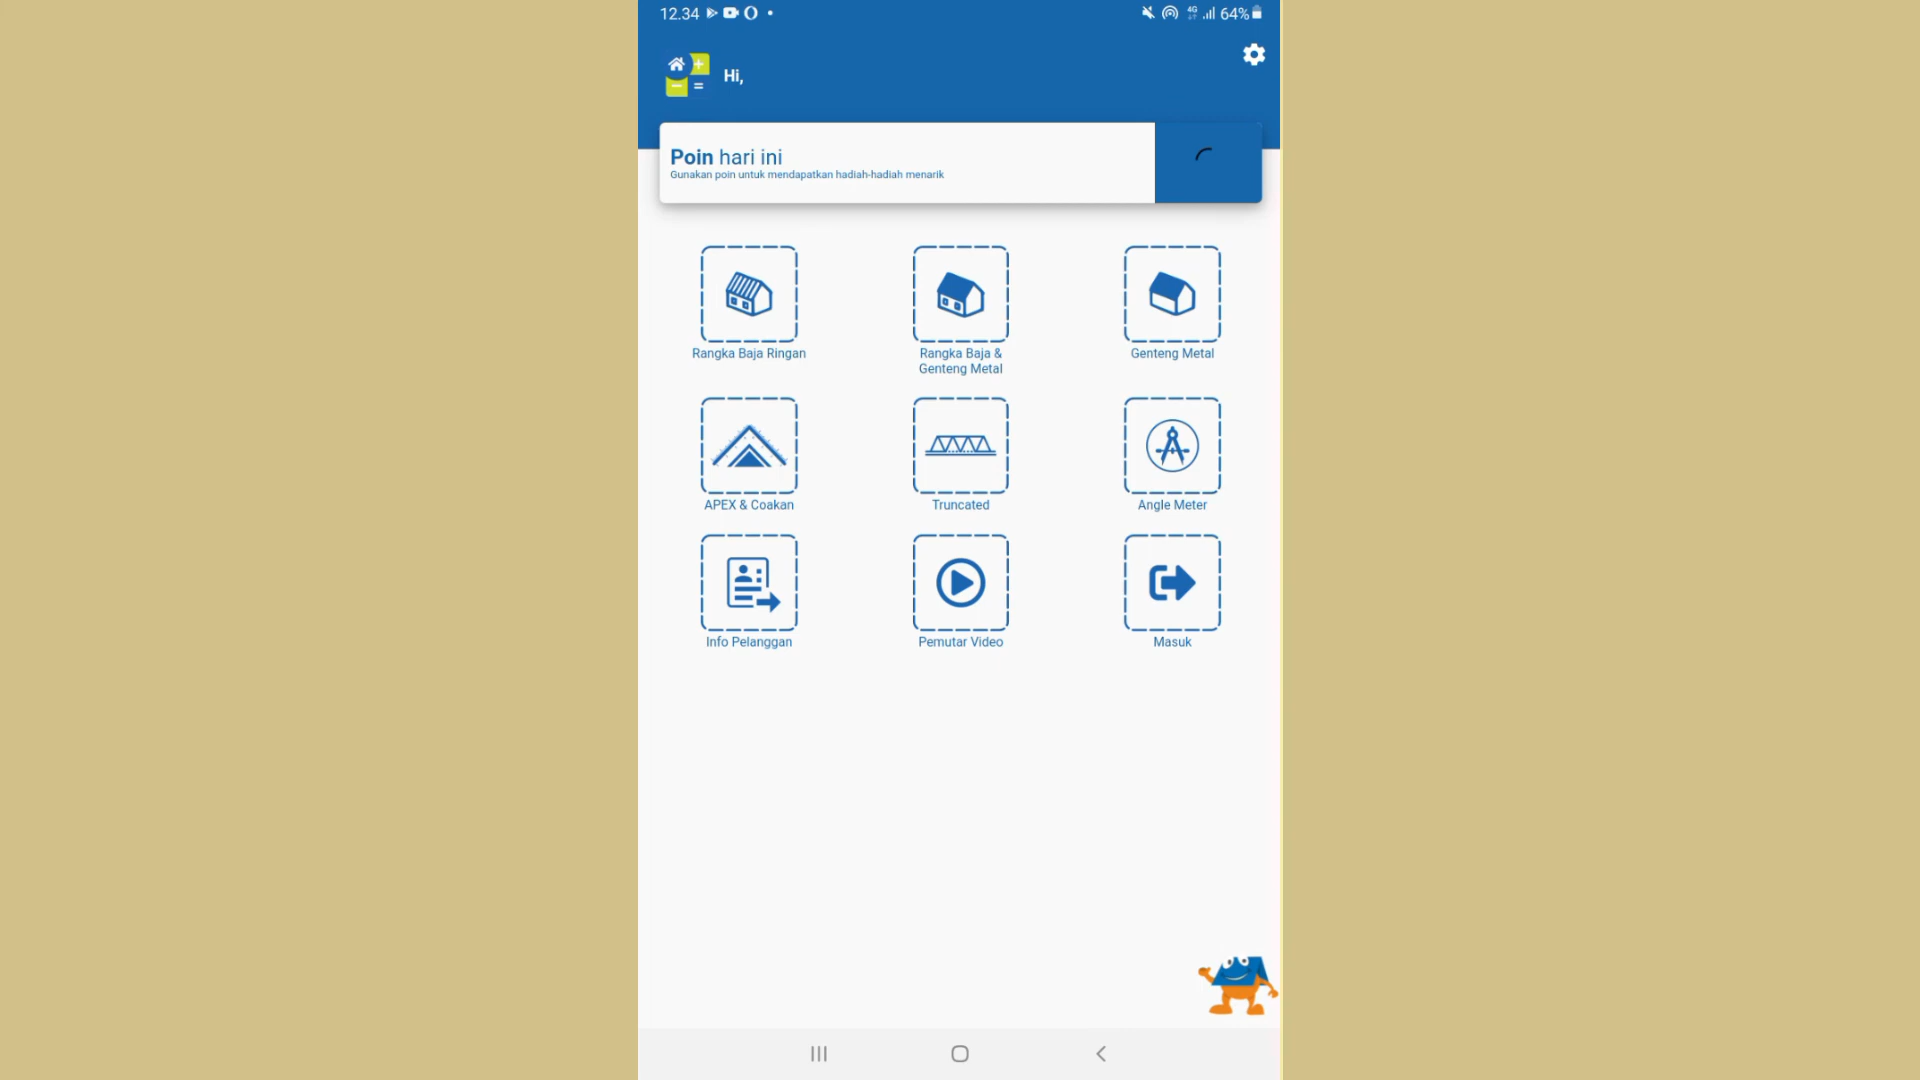 12.34
4G
64%
Hi,
Poin hari ini
Gunakan poin untuk mendapatkan hadiah-hadiah menarik
Rangka Baja Ringan
Rangka Baja &
Genteng Metal
Genteng Metal
APEX & Coakan
Truncated
Angle Meter
Info Pelanggan
Pemutar Video
Masuk